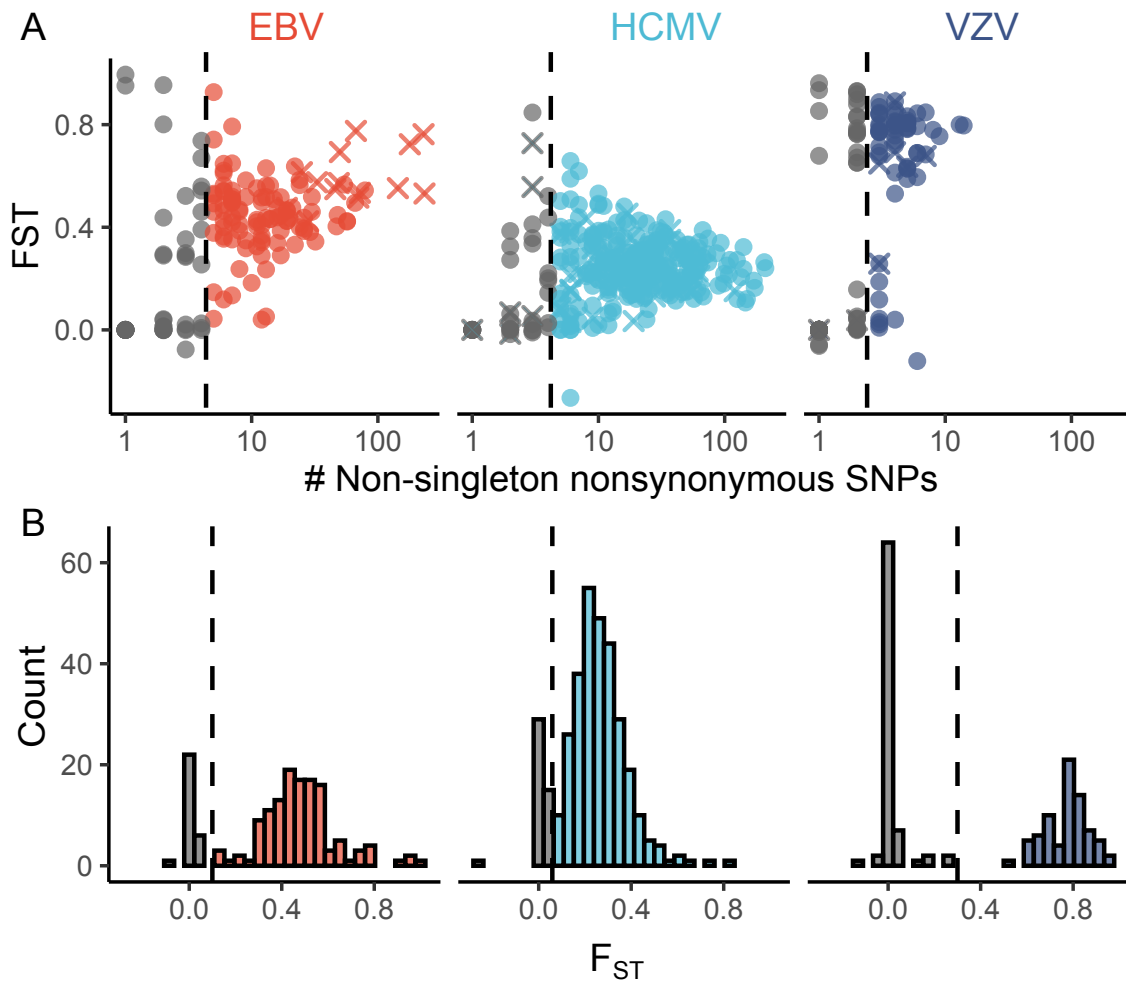 A
EBV HCMV VZV
FST
0.8
0.4
0.0
1 10 100 1 10 100 1 10 100
# Non-singleton nonsynonymous SNPs
B
Count
60
40
20
0
0.0 0.4 0.8 0.0 0.4 0.8 0.0 0.4 0.8
FST